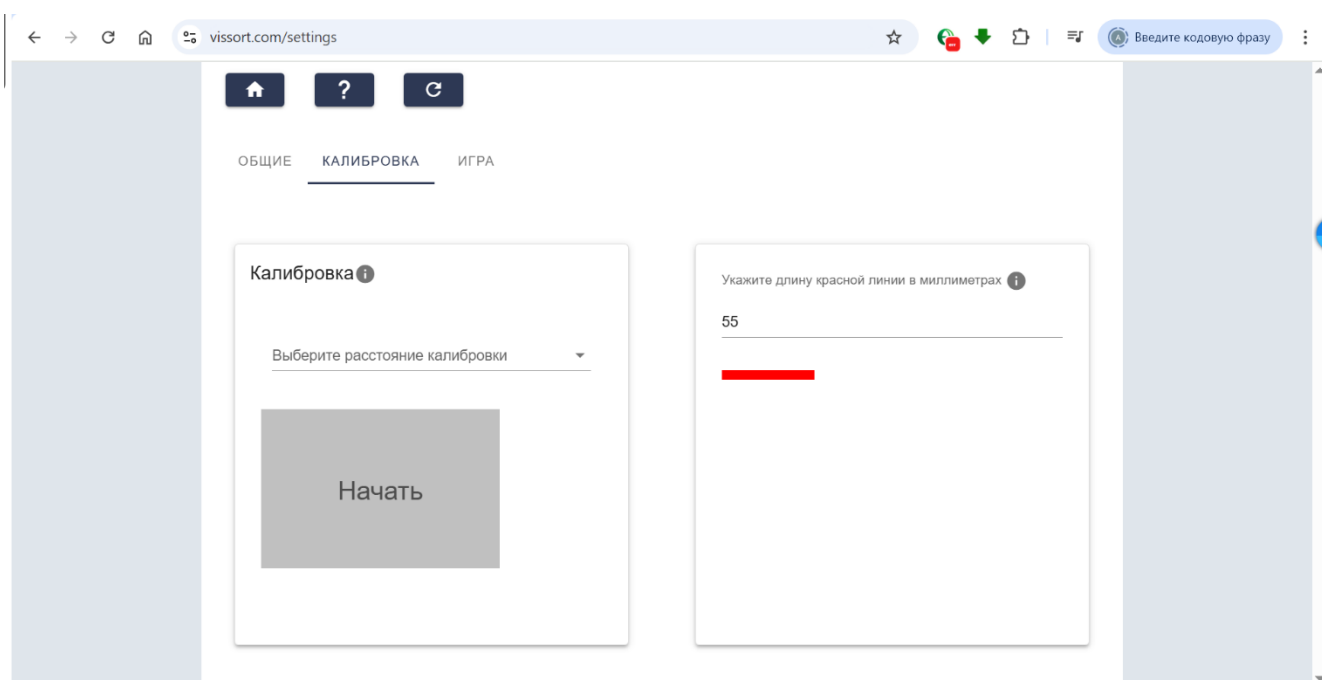 vissort.com/settings
Введите кодовую фразу
?
ОБЩИЕ КАЛИБРОВКА ИГРА
Калибровка
Выберите расстояние калибровки
Начать
Укажите длину красной линии в миллиметрах
55